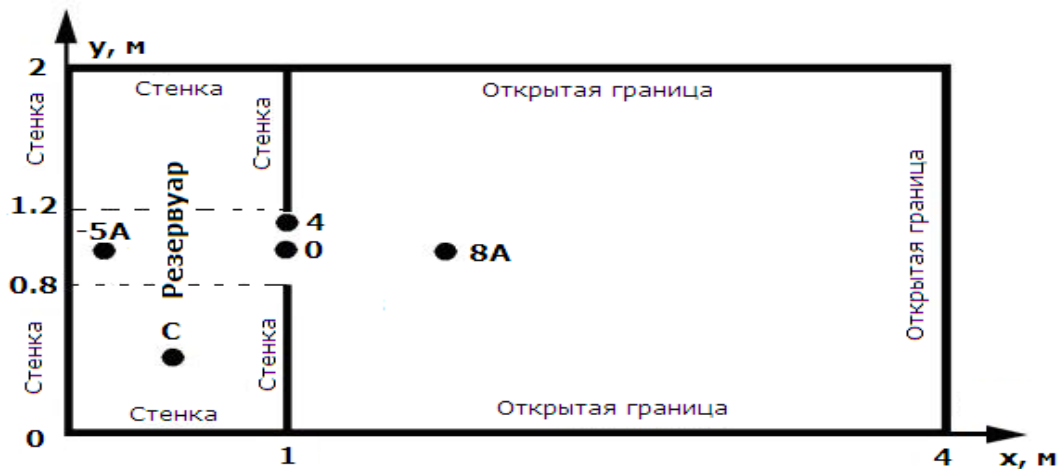 y, м
2
Стенка
Открытая граница
Стенка
Стенка
Резервуар
Открытая граница
1.2
4
-5А
0
8А
0.8
С
Стенка
Стенка
Стенка
Открытая граница
0
1
4
х, м